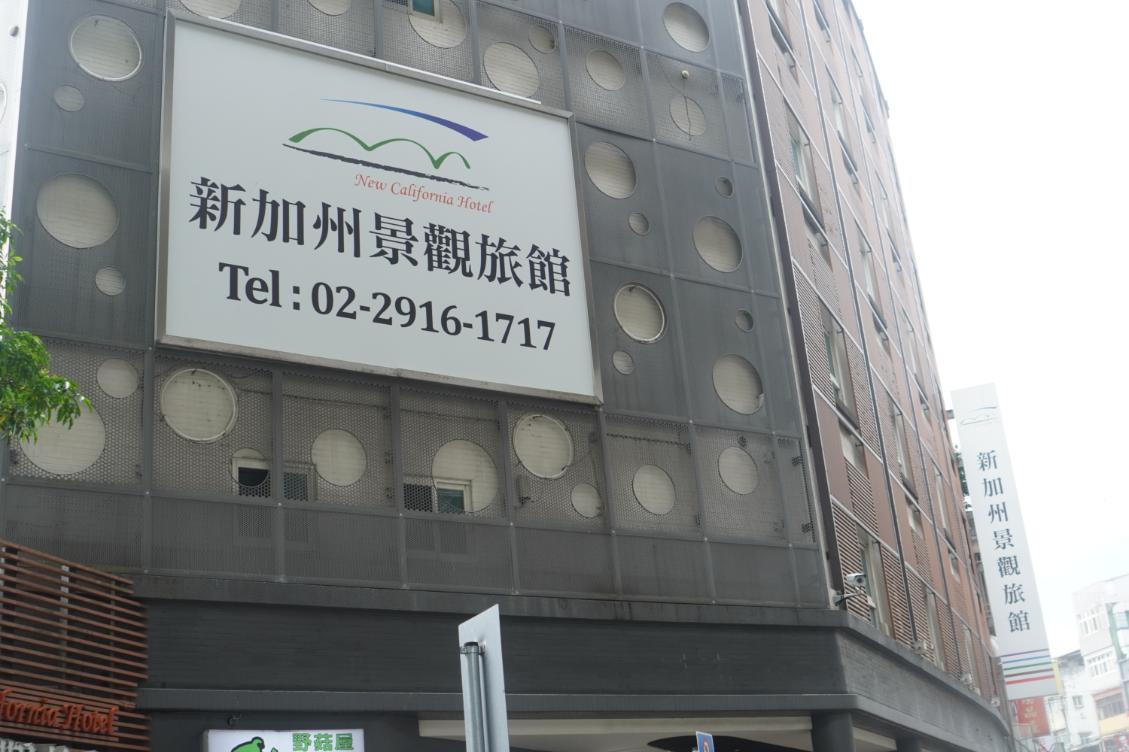 New California Hotel
新加州景觀旅館
Tel : 02-2916-1717
新加州景觀旅館
Hotel
野菇屋